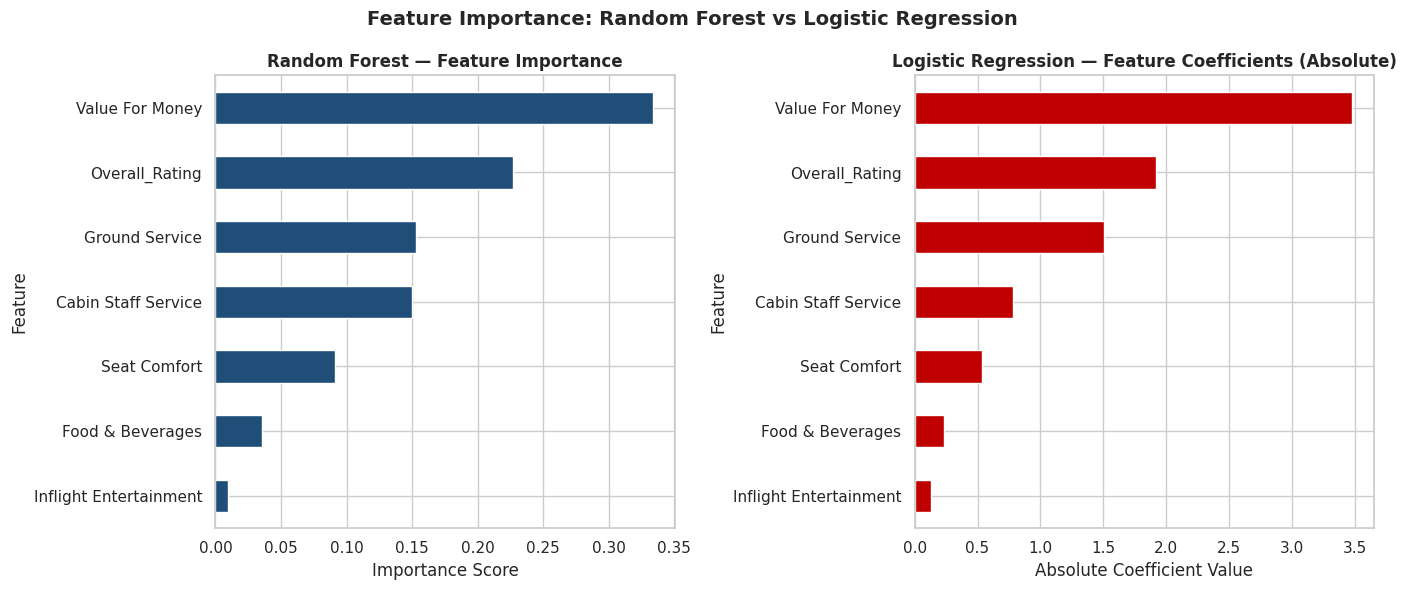 Feature Importance: Random Forest vs Logistic Regression
Random Forest — Feature Importance
Feature
Value For Money
Overall_Rating
Ground Service
Cabin Staff Service
Seat Comfort
Food & Beverages
Inflight Entertainment
0.00 0.05 0.10 0.15 0.20 0.25 0.30 0.35
Importance Score
Logistic Regression — Feature Coefficients (Absolute)
Feature
Value For Money
Overall_Rating
Ground Service
Cabin Staff Service
Seat Comfort
Food & Beverages
Inflight Entertainment
0.0 0.5 1.0 1.5 2.0 2.5 3.0 3.5
Absolute Coefficient Value